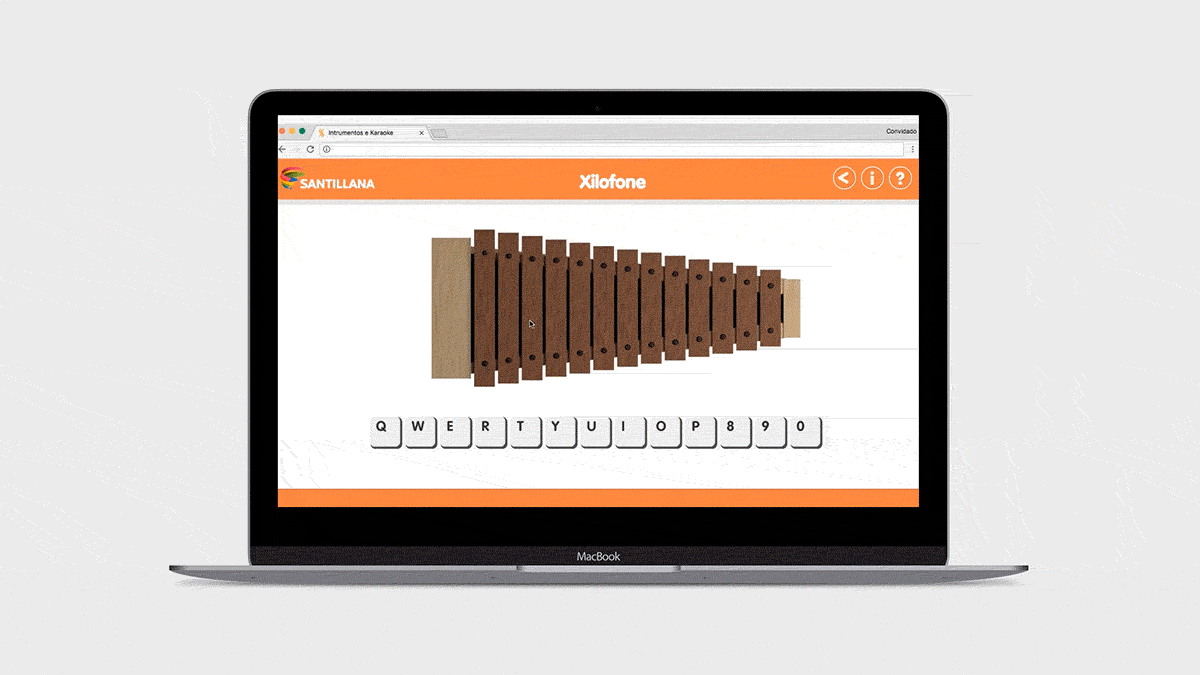 Intrumentos e Karaoke
Convidado
SANTILLANA
Xilofone
i
?
Q W E R T Y U I O P 8 9 0
MacBook